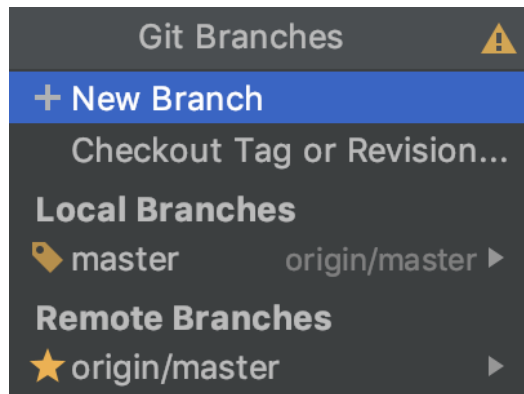 Git Branches
+ New Branch
Checkout Tag or Revision...
Local Branches
master origin/master
Remote Branches
origin/master